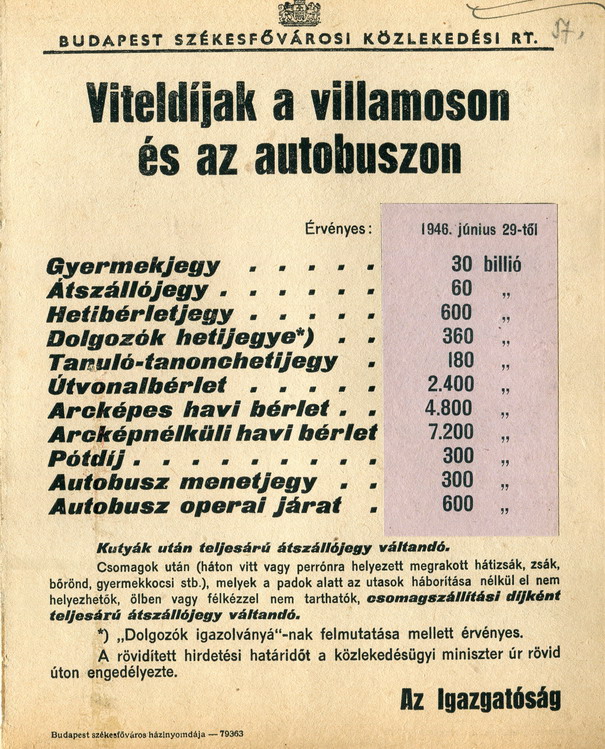 57,
BUDAPEST SZÉKESFŐVÁROSI KÖZLEKEDÉSI RT.
Viteldíjak a villamoson
és az autobuszon
Érvényes: 1946. június 29-től
Gyermekjegy . . . . . 30 billió
Átszállójegy . . . . . . 60 „
Hetibérletjegy . . . . . 600 „
Dolgozók hetijegye*) . . 360 „
Tanuló-tanonchetijegy . 180 „
Útvonalbérlet . . . . . 2.400 „
Arcképes havi bérlet . . 4.800 „
Arcképnélküli havi bérlet 7.200 „
Pótdíj . . . . . . . . . 300 „
Autobusz menetjegy . . 300 „
Autobusz operai járat . 600 „
Kutyák után teljesárú átszállójegy váltandó.
Csomagok után (háton vitt vagy perrónra helyezett megrakott hátizsák, zsák,
bőrönd, gyermekkocsi stb.), melyek a padok alatt az utasok háborítása nélkül el nem
helyezhetők, ölben vagy félkézzel nem tarthatók, csomagszállítási díjként
teljesárú átszállójegy váltandó.
*) „Dolgozók igazolványá"-nak felmutatása mellett érvényes.
A rövidített hirdetési határidőt a közlekedésügyi miniszter úr rövid
úton engedélyezte.
Az Igazgatóság
Budapest székesfőváros házinyomdája — 79363